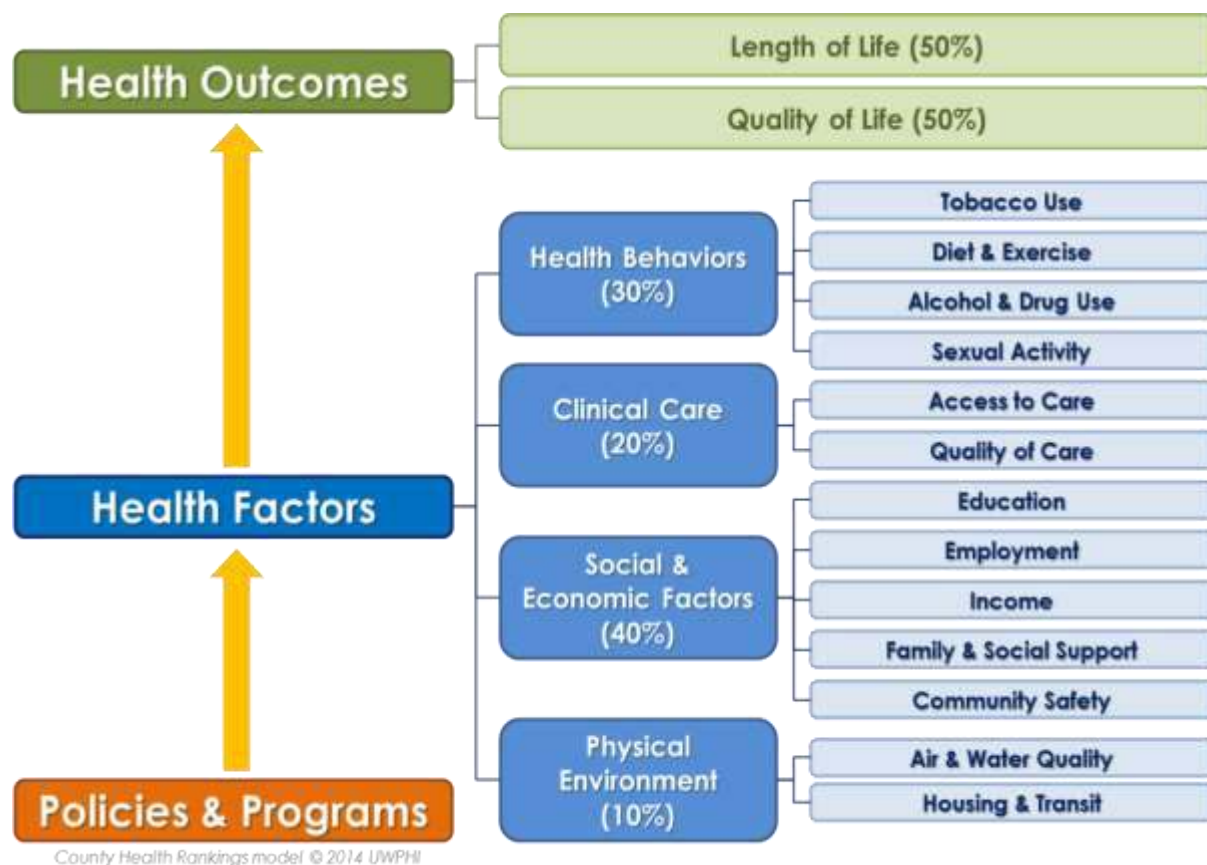 Health Outcomes
Length of Life (50%)
Quality of Life (50%)
Health Factors
Health Behaviors
(30%)
Tobacco Use
Diet & Exercise
Alcohol & Drug Use
Sexual Activity
Clinical Care
(20%)
Access to Care
Quality of Care
Social &
Economic Factors
(40%)
Education
Employment
Income
Family & Social Support
Community Safety
Physical
Environment
(10%)
Air & Water Quality
Housing & Transit
Policies & Programs
County Health Rankings model © 2014 UWPHI